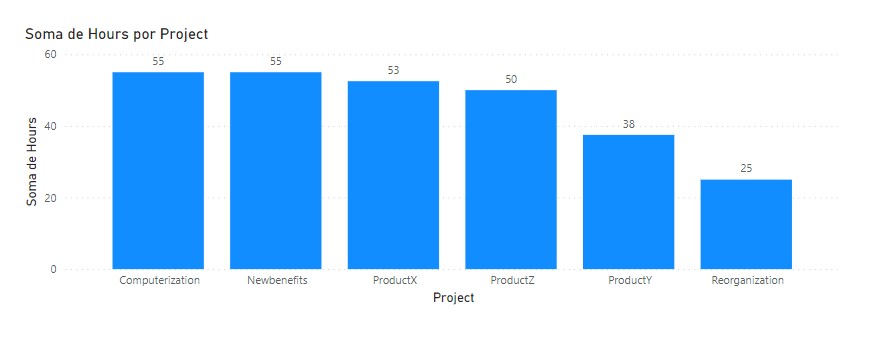 Soma de Hours por Project
60
40
20
0
Soma de Hours
55
55
53
50
38
25
Computerization
Newbenefits
ProductX
ProductZ
ProductY
Reorganization
Project